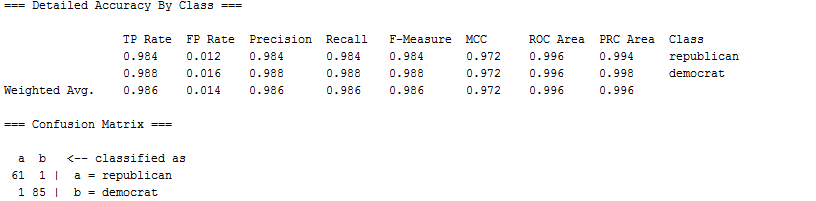 === Detailed Accuracy By Class ===
TP Rate FP Rate Precision Recall F-Measure MCC ROC Area PRC Area Class
0.984 0.012 0.984 0.984 0.984 0.972 0.996 0.994 republican
0.988 0.016 0.988 0.988 0.988 0.972 0.996 0.998 democrat
Weighted Avg. 0.986 0.014 0.986 0.986 0.986 0.972 0.996 0.996
=== Confusion Matrix ===
a b <-- classified as
61 1 | a = republican
1 85 | b = democrat